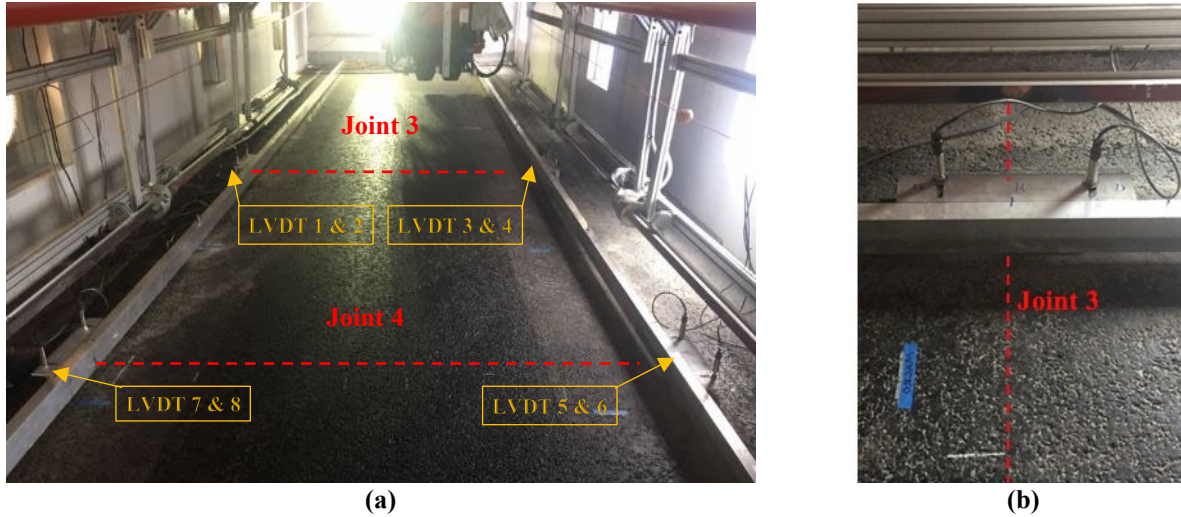 Joint 3
LVDT 1 & 2
LVDT 3 & 4
Joint 4
LVDT 7 & 8
LVDT 5 & 6
(a)
Joint 3
(b)